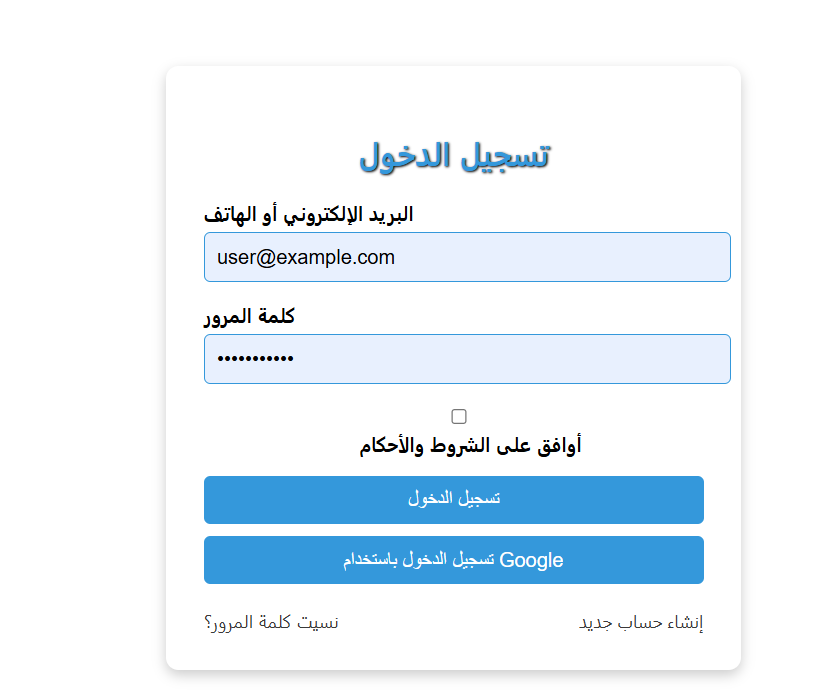 تسجيل الدخول
البريد الإلكتروني أو الهاتف
user@example.com
كلمة المرور
•••••••••••
أوافق على الشروط والأحكام
تسجيل الدخول
تسجيل الدخول باستخدام Google
إنشاء حساب جديد
نسيت كلمة المرور؟